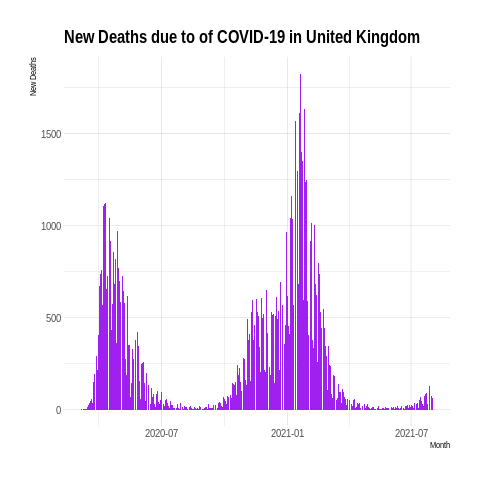 New Deaths due to of COVID-19 in United Kingdom
New Deaths
1500
1000
500
0
2020-07
2021-01
2021-07
Month